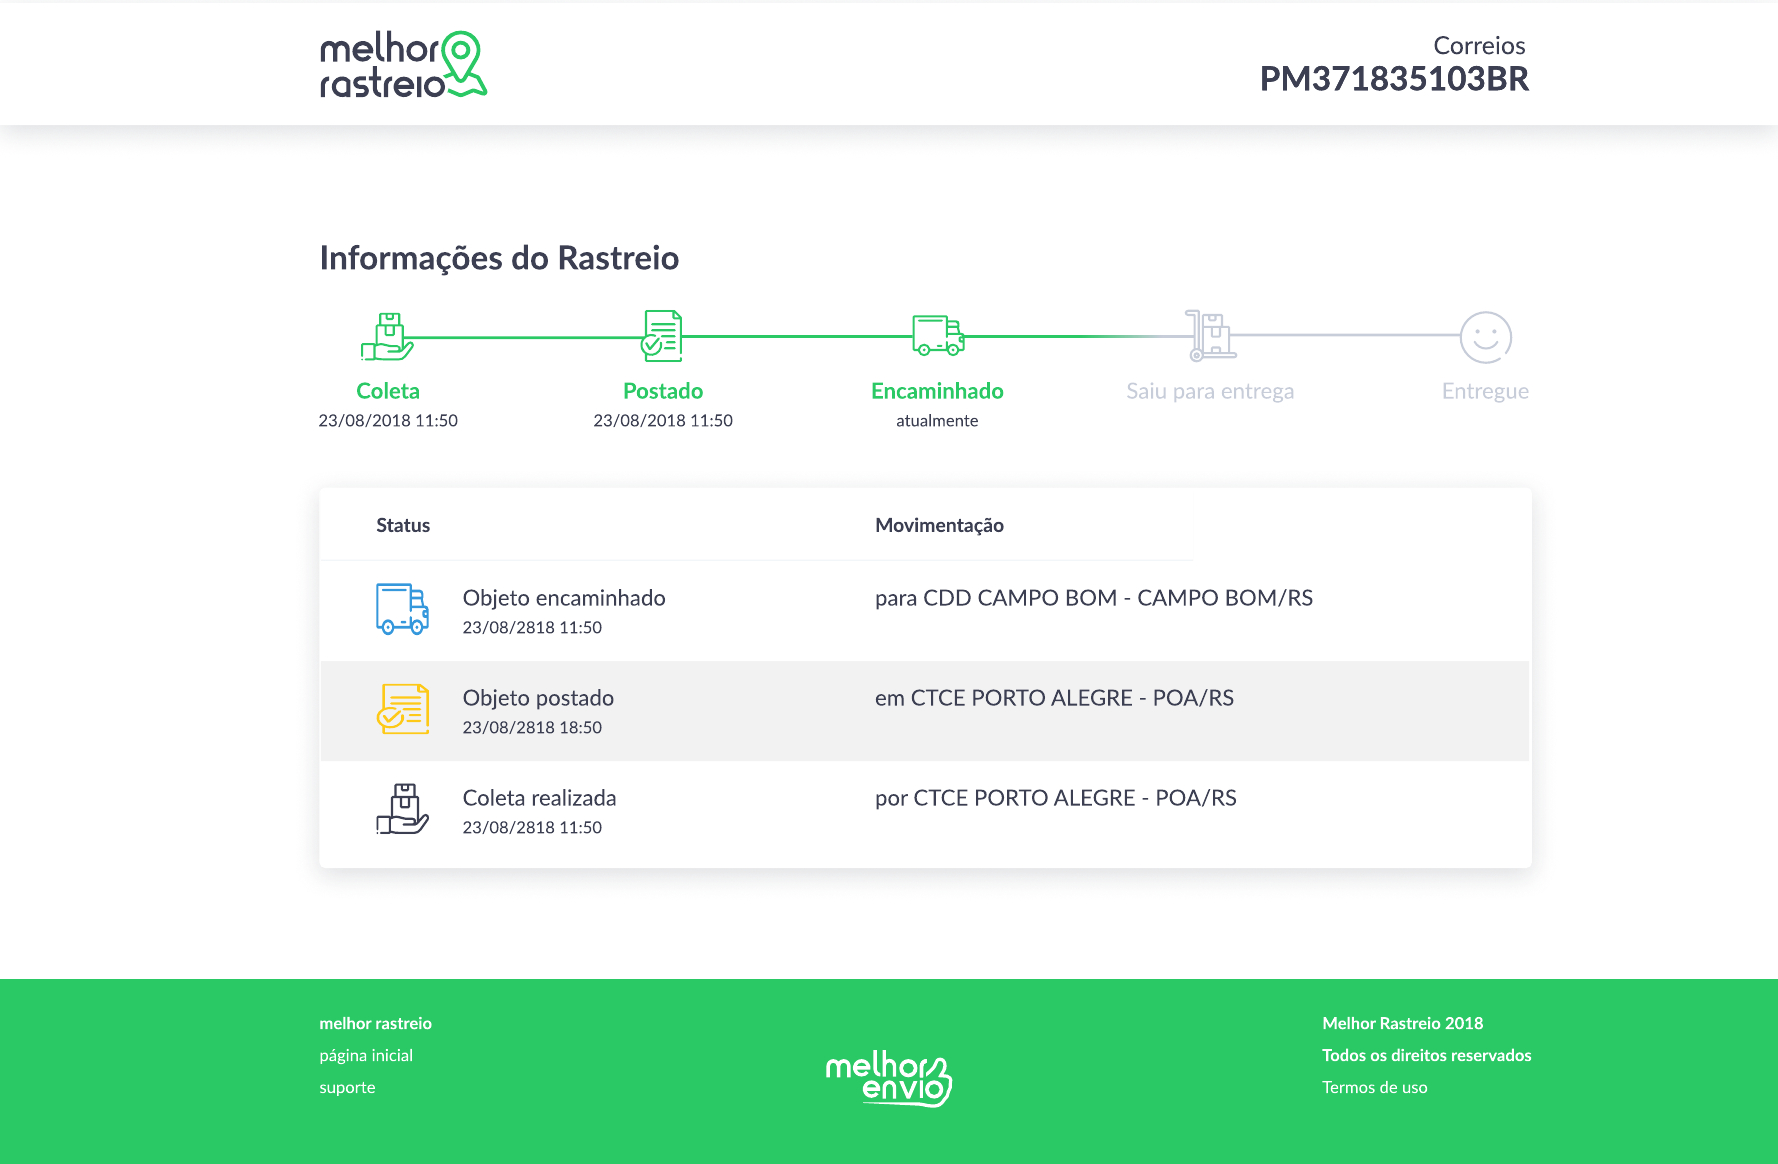 melhor
rastreio
Correios
PM371835103BR
Informações do Rastreio
Coleta
23/08/2018 11:50
Postado
23/08/2018 11:50
Encaminhado
atualmente
Saiu para entrega
Entregue
Status
Movimentação
Objeto encaminhado
23/08/2818 11:50
para CDD CAMPO BOM - CAMPO BOM/RS
Objeto postado
23/08/2818 18:50
em CTCE PORTO ALEGRE - POA/RS
Coleta realizada
23/08/2818 11:50
por CTCE PORTO ALEGRE - POA/RS
melhor rastreio
página inicial
suporte
melhor
envio
Melhor Rastreio 2018
Todos os direitos reservados
Termos de uso